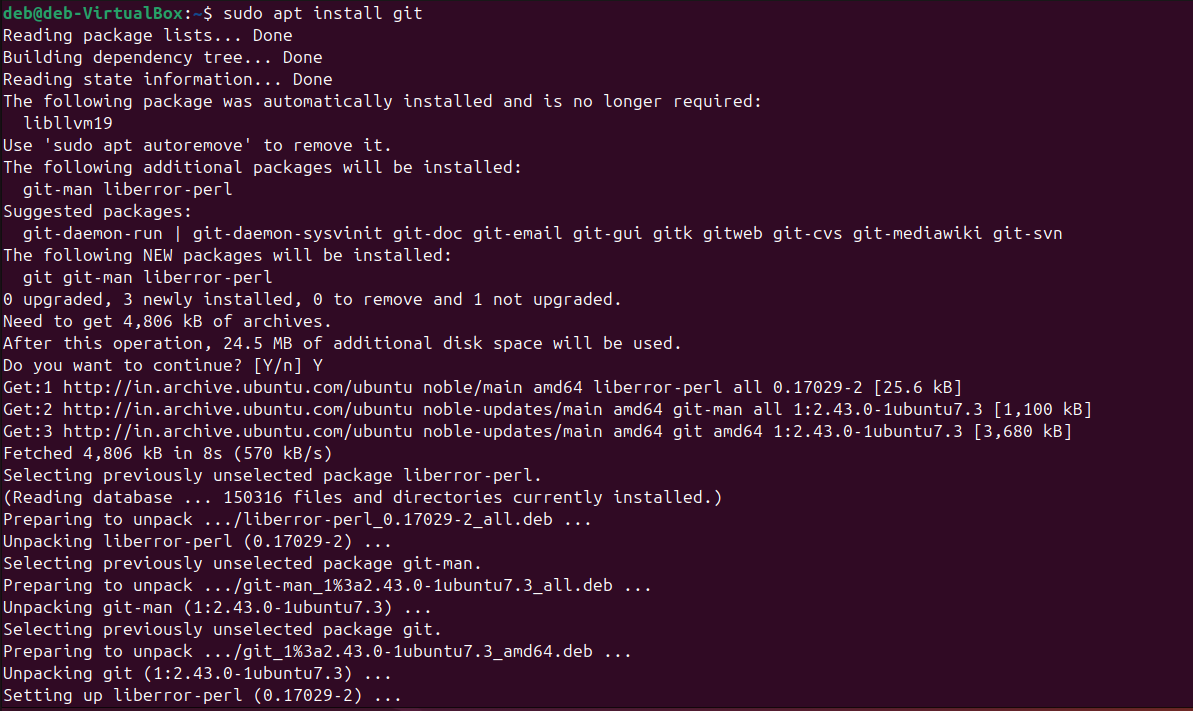 deb@deb-VirtualBox:~$ sudo apt install git
Reading package lists... Done
Building dependency tree... Done
Reading state information... Done
The following package was automatically installed and is no longer required:
  libllvm19
Use 'sudo apt autoremove' to remove it.
The following additional packages will be installed:
  git-man liberror-perl
Suggested packages:
  git-daemon-run | git-daemon-sysvinit git-doc git-email git-gui gitk gitweb git-cvs git-mediawiki git-svn
The following NEW packages will be installed:
  git git-man liberror-perl
0 upgraded, 3 newly installed, 0 to remove and 1 not upgraded.
Need to get 4,806 kB of archives.
After this operation, 24.5 MB of additional disk space will be used.
Do you want to continue? [Y/n] Y
Get:1 http://in.archive.ubuntu.com/ubuntu noble/main amd64 liberror-perl all 0.17029-2 [25.6 kB]
Get:2 http://in.archive.ubuntu.com/ubuntu noble-updates/main amd64 git-man all 1:2.43.0-1ubuntu7.3 [1,100 kB]
Get:3 http://in.archive.ubuntu.com/ubuntu noble-updates/main amd64 git amd64 1:2.43.0-1ubuntu7.3 [3,680 kB]
Fetched 4,806 kB in 8s (570 kB/s)
Selecting previously unselected package liberror-perl.
(Reading database ... 150316 files and directories currently installed.)
Preparing to unpack .../liberror-perl_0.17029-2_all.deb ...
Unpacking liberror-perl (0.17029-2) ...
Selecting previously unselected package git-man.
Preparing to unpack .../git-man_1%3a2.43.0-1ubuntu7.3_all.deb ...
Unpacking git-man (1:2.43.0-1ubuntu7.3) ...
Selecting previously unselected package git.
Preparing to unpack .../git_1%3a2.43.0-1ubuntu7.3_amd64.deb ...
Unpacking git (1:2.43.0-1ubuntu7.3) ...
Setting up liberror-perl (0.17029-2) ...